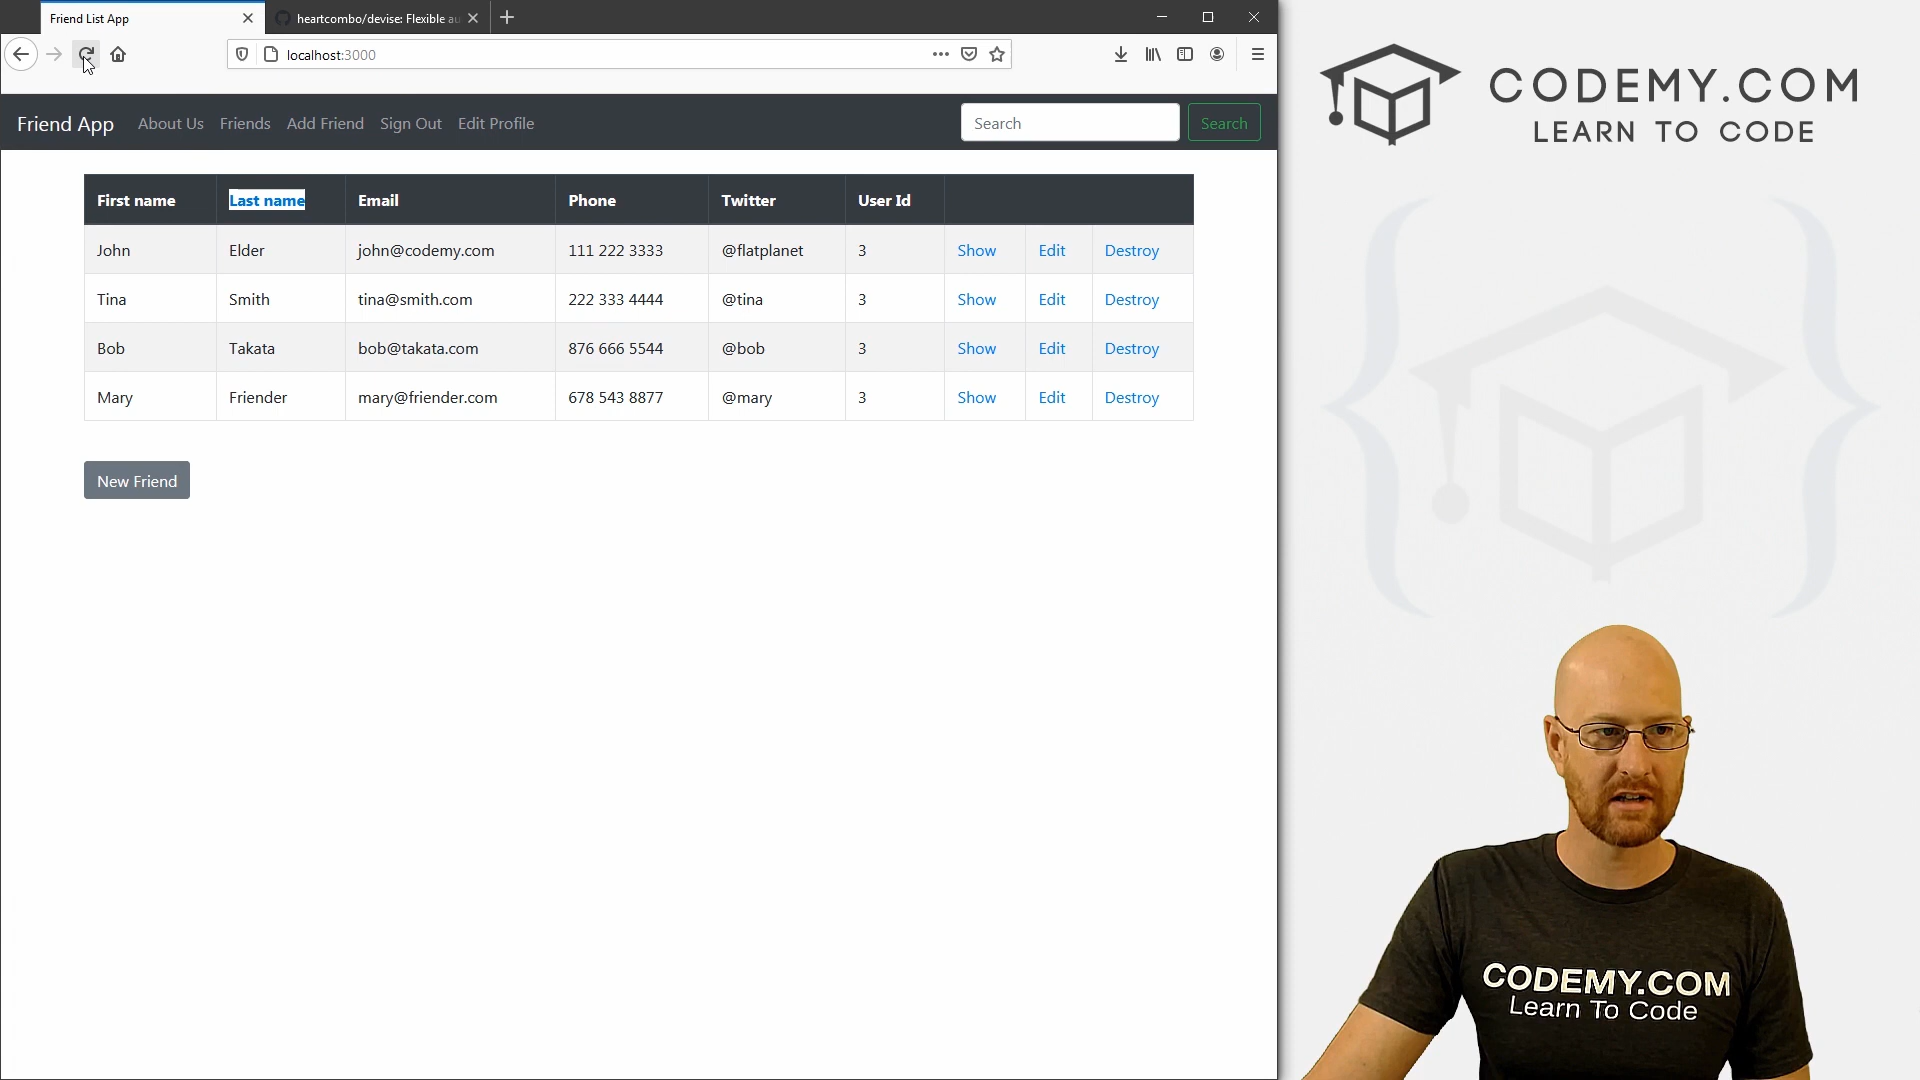 Friend List App
heartcombo/devise: Flexible au
localhost:3000
Friend App About Us Friends Add Friend Sign Out Edit Profile Search Search
First name Last name Email Phone Twitter User Id
John Elder john@codemy.com 111 222 3333 @flatplanet 3 Show Edit Destroy
Tina Smith tina@smith.com 222 333 4444 @tina 3 Show Edit Destroy
Bob Takata bob@takata.com 876 666 5544 @bob 3 Show Edit Destroy
Mary Friender mary@friender.com 678 543 8877 @mary 3 Show Edit Destroy
New Friend
CODEMY.COM
LEARN TO CODE
CODEMY.COM
Learn To Code